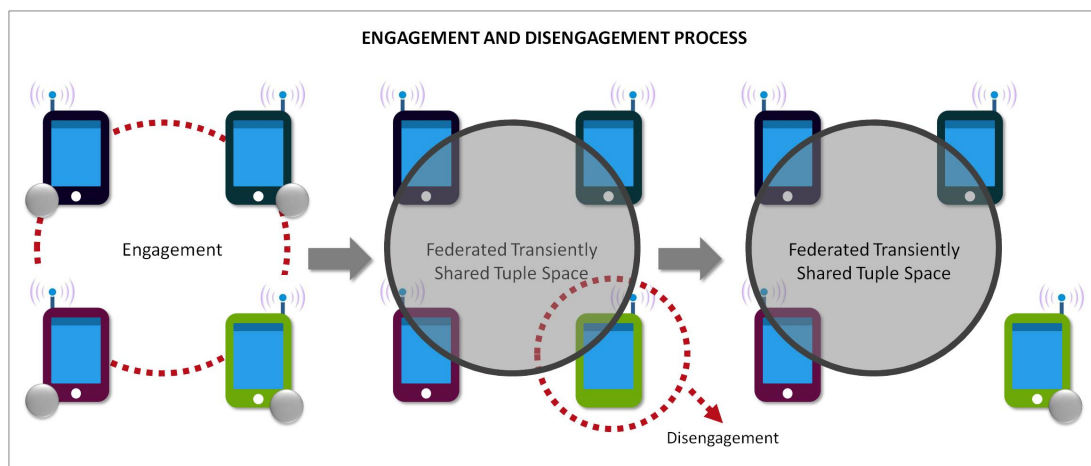 ENGAGEMENT AND DISENGAGEMENT PROCESS
Engagement
Federated Transiently
Shared Tuple Space
Disengagement
Federated Transiently
Shared Tuple Space